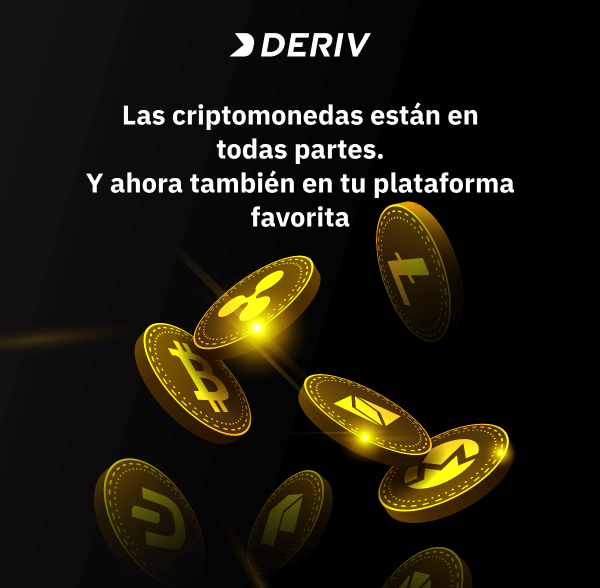 DERIV
Las criptomonedas están en
todas partes.
Y ahora también en tu plataforma
favorita